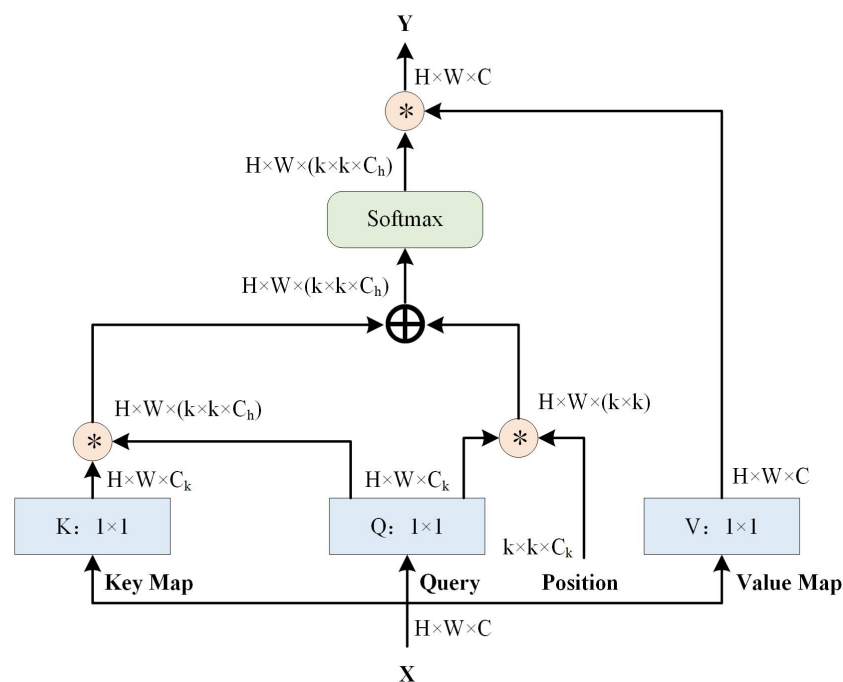 Y
H×W×C
*
H×W×(k×k×Cₕ)
Softmax
H×W×(k×k×Cₕ)
H×W×(k×k×Cₕ)
H×W×(k×k)
*
*
H×W×Cₖ
H×W×Cₖ
H×W×C
K: 1×1
Q: 1×1
V: 1×1
k×k×Cₖ
Key Map
Query
Position
Value Map
H×W×C
X